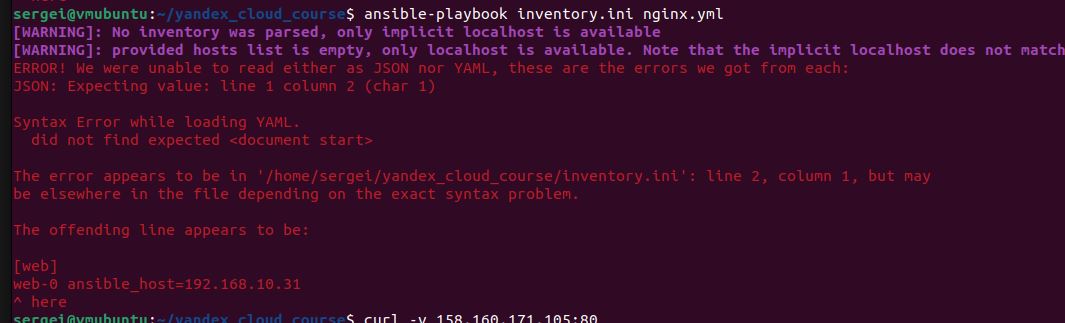 sergei@vmubuntu:~/yandex_cloud_course$ ansible-playbook inventory.ini nginx.yml
[WARNING]: No inventory was parsed, only implicit localhost is available
[WARNING]: provided hosts list is empty, only localhost is available. Note that the implicit localhost does not match
ERROR! We were unable to read either as JSON nor YAML, these are the errors we got from each:
JSON: Expecting value: line 1 column 2 (char 1)

Syntax Error while loading YAML.
  did not find expected <document start>

The error appears to be in '/home/sergei/yandex_cloud_course/inventory.ini': line 2, column 1, but may
be elsewhere in the file depending on the exact syntax problem.

The offending line appears to be:

[web]
web-0 ansible_host=192.168.10.31
^ here
sergei@vmubuntu:~/yandex_cloud_course$ curl -v 158.160.171.105:80